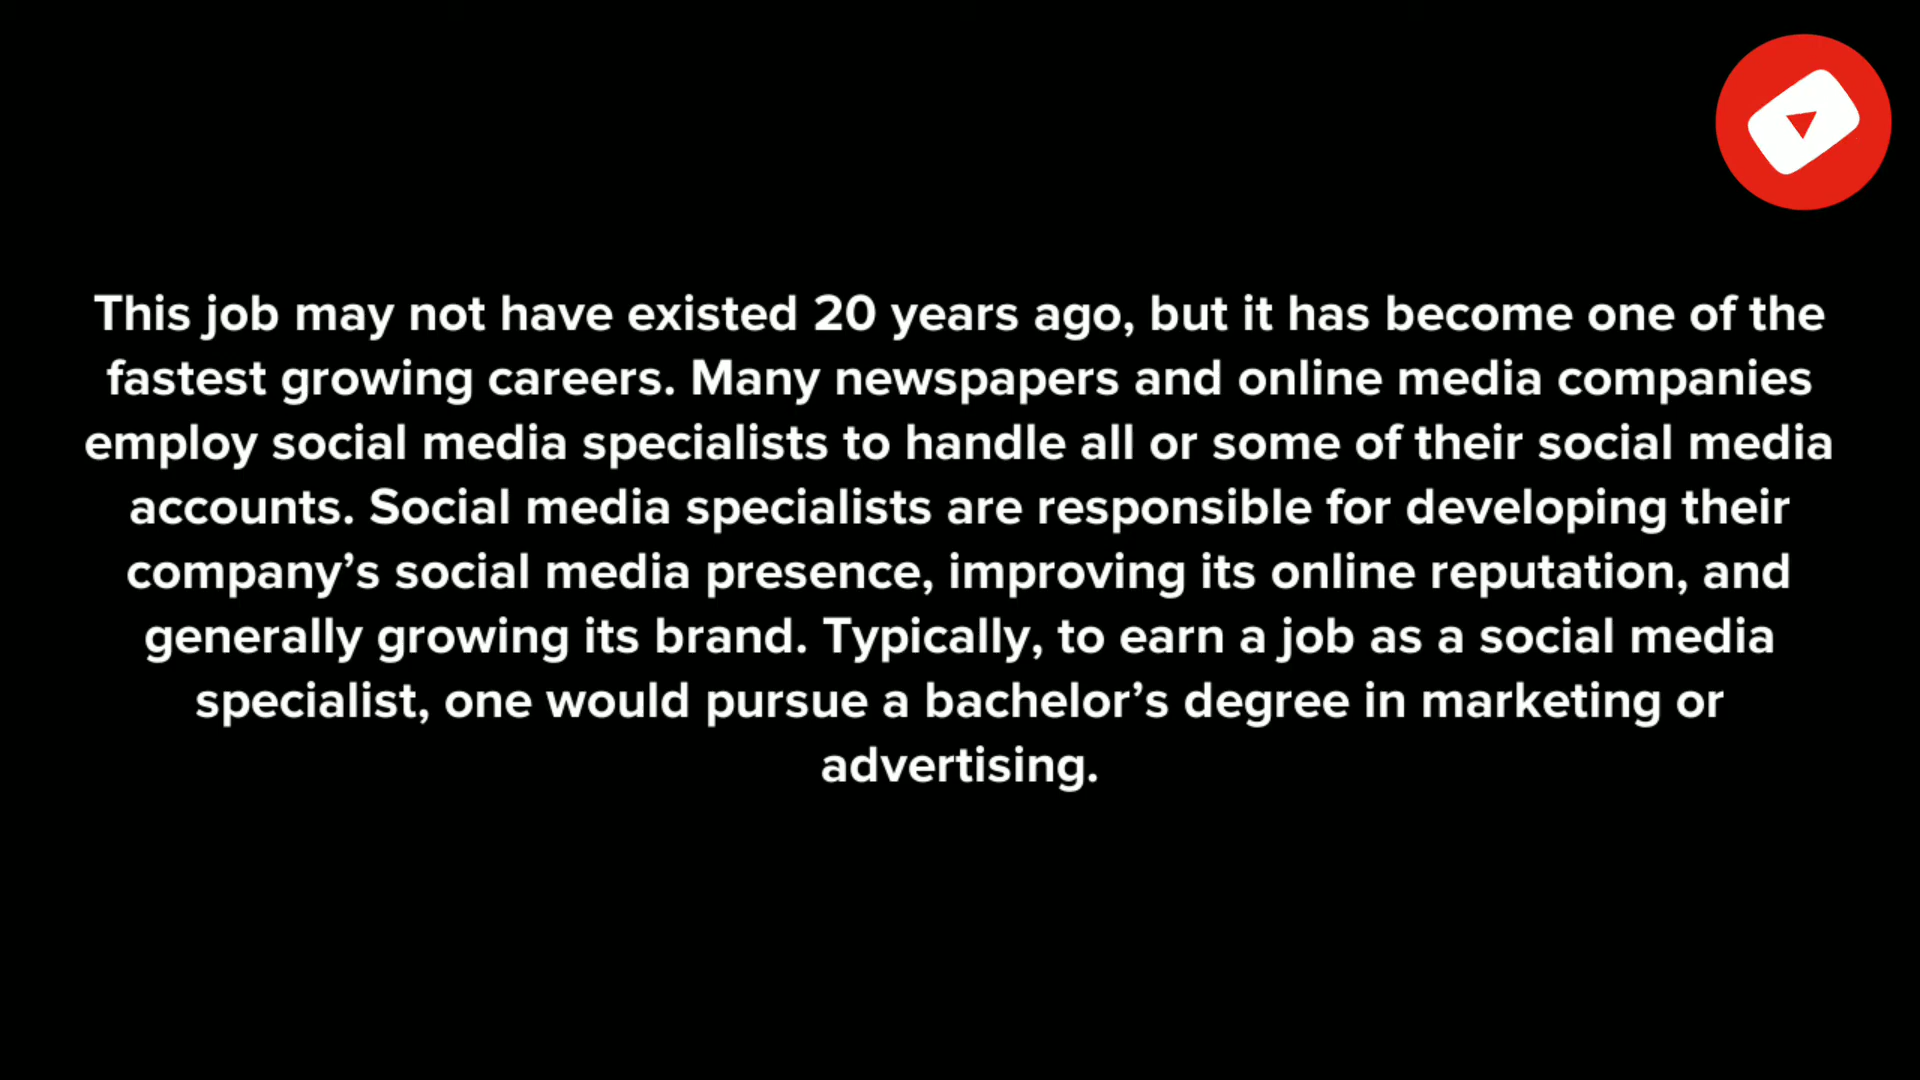 This job may not have existed 20 years ago, but it has become one of the
fastest growing careers. Many newspapers and online media companies
employ social media specialists to handle all or some of their social media
accounts. Social media specialists are responsible for developing their
company’s social media presence, improving its online reputation, and
generally growing its brand. Typically, to earn a job as a social media
specialist, one would pursue a bachelor’s degree in marketing or
advertising.